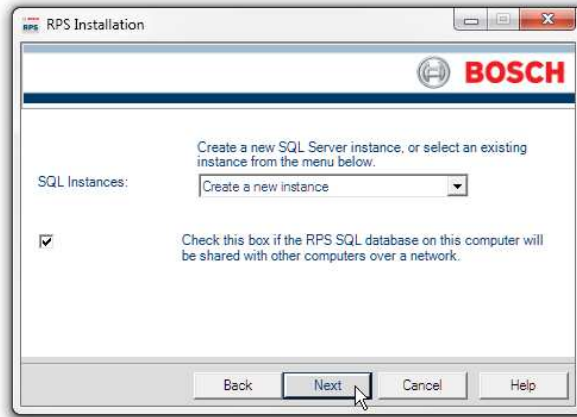 RPS Installation
BOSCH
Create a new SQL Server instance, or select an existing
instance from the menu below.
SQL Instances:
Create a new instance
Check this box if the RPS SQL database on this computer will
be shared with other computers over a network.
Back
Next
Cancel
Help